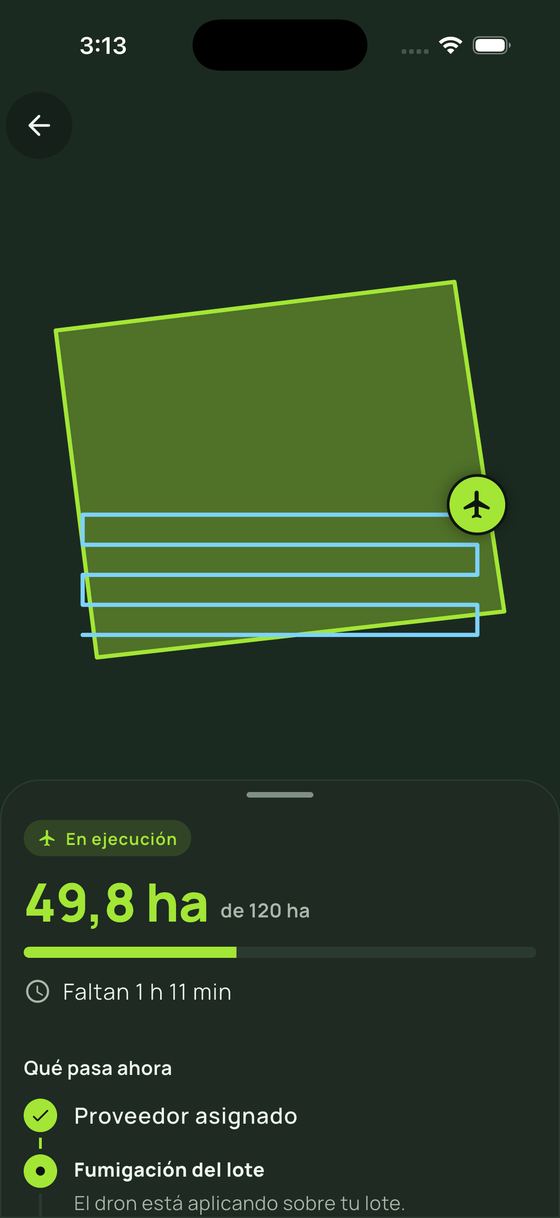 3:13
En ejecución
49,8 ha de 120 ha
Faltan 1 h 11 min
Qué pasa ahora
Proveedor asignado
Fumigación del lote
El dron está aplicando sobre tu lote.